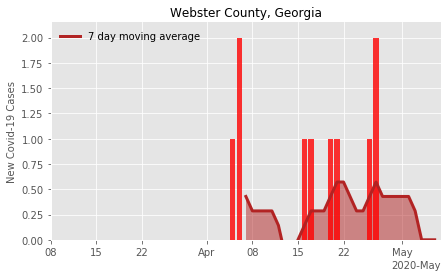 Webster County, Georgia
7 day moving average
New Covid-19 Cases
2.00
1.75
1.50
1.25
1.00
0.75
0.50
0.25
0.00
08 15 22 Apr 08 15 22 May
2020-May